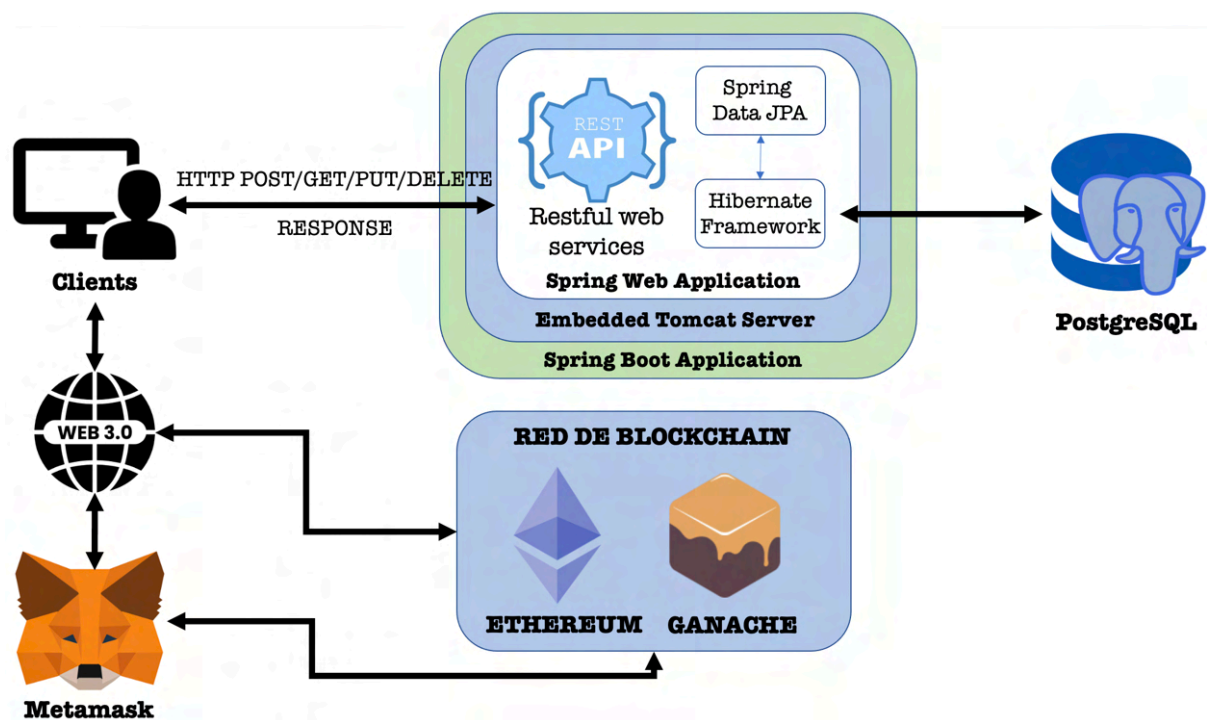 REST
API
Restful web
services
Spring
Data JPA
Hibernate
Framework
Spring Web Application
Embedded Tomcat Server
Spring Boot Application
HTTP POST/GET/PUT/DELETE
RESPONSE
Clients
PostgreSQL
WEB 3.0
RED DE BLOCKCHAIN
ETHEREUM
GANACHE
Metamask